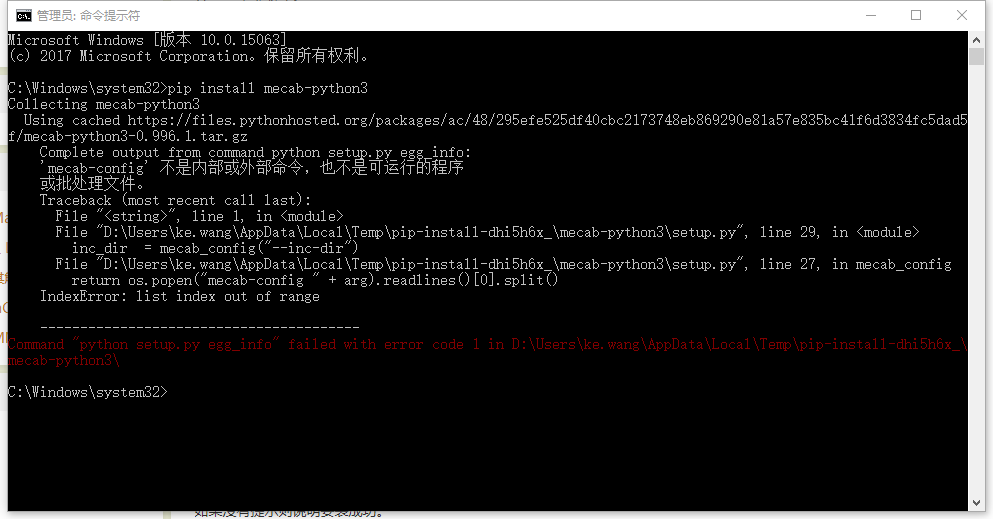 管理员: 命令提示符
Microsoft Windows [版本 10.0.15063]
(c) 2017 Microsoft Corporation。保留所有权利。
C:\Windows\system32>pip install mecab-python3
Collecting mecab-python3
Using cached https://files.pythonhosted.org/packages/ac/48/295efe525df40cbc2173748eb869290e81a57e835bc41f6d3834fc5dad5
f/mecab-python3-0.996.1.tar.gz
Complete output from command python setup.py egg_info:
'mecab-config' 不是内部或外部命令，也不是可运行的程序
或批处理文件。
Traceback (most recent call last):
File "<string>", line 1, in <module>
File "D:\Users\ke.wang\AppData\Local\Temp\pip-install-dhi5h6x_\mecab-python3\setup.py", line 29, in <module>
inc_dir  = mecab_config("--inc-dir")
File "D:\Users\ke.wang\AppData\Local\Temp\pip-install-dhi5h6x_\mecab-python3\setup.py", line 27, in mecab_config
return os.popen("mecab-config " + arg).readlines()[0].split()
IndexError: list index out of range
----------------------------------------
Command "python setup.py egg_info" failed with error code 1 in D:\Users\ke.wang\AppData\Local\Temp\pip-install-dhi5h6x_\
mecab-python3\
C:\Windows\system32>
如果没有提示则说明安装成功。